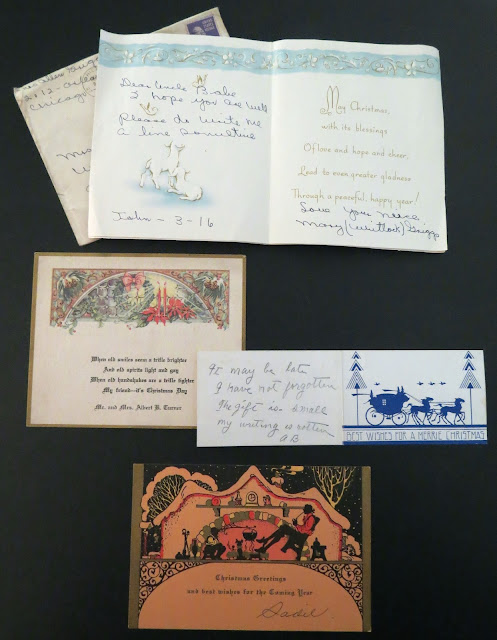 Chicago
Dear Uncle Babe
I hope you are well
Please do write me
a line sometime
John - 3-16
May Christmas,
with its blessings
Of love and hope and cheer,
Lead to even greater gladness
Through a peaceful, happy year!
Love your niece
Mary (Whitlock) Griggs
When old smiles seem a trifle brighter
And old spirits light and gay
When old handshakes are a trifle tighter
My friend—it's Christmas Day
Mr. and Mrs. Albert B. Turner
It may be late
I have not forgotten
The gift is small
my writing is rotten
A B
BEST WISHES FOR A MERRIE CHRISTMAS
Christmas Greetings
and best wishes for the Coming Year
Sadie